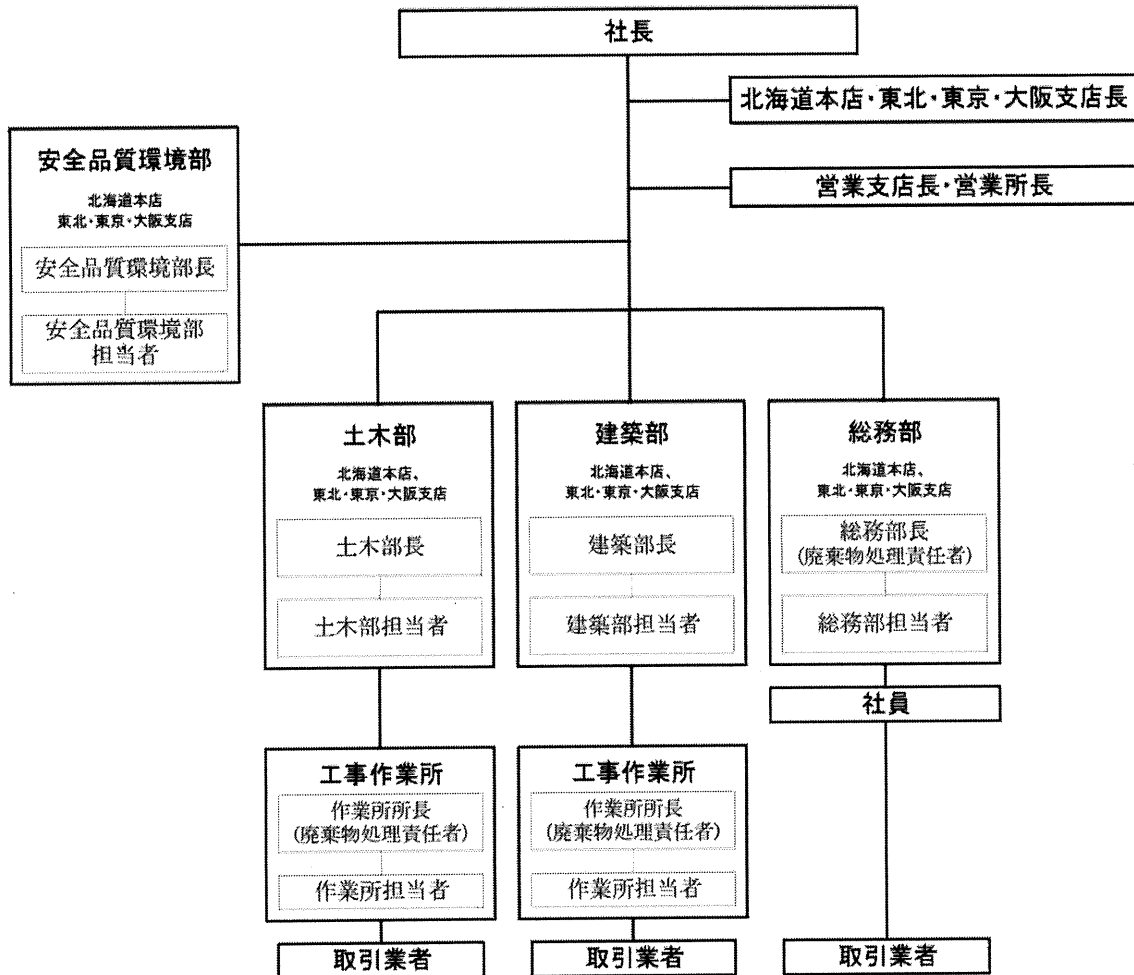 社長
北海道本店・東北・東京・大阪支店長
営業支店長・営業所長
安全品質環境部
北海道本店
東北・東京・大阪支店
安全品質環境部長
安全品質環境部
担当者
土木部
北海道本店、
東北・東京・大阪支店
土木部長
土木部担当者
建築部
北海道本店、
東北・東京・大阪支店
建築部長
建築部担当者
総務部
北海道本店、
東北・東京・大阪支店
総務部長
(廃棄物処理責任者)
総務部担当者
社員
工事作業所
作業所所長
(廃棄物処理責任者)
作業所担当者
取引業者
工事作業所
作業所所長
(廃棄物処理責任者)
作業所担当者
取引業者
取引業者